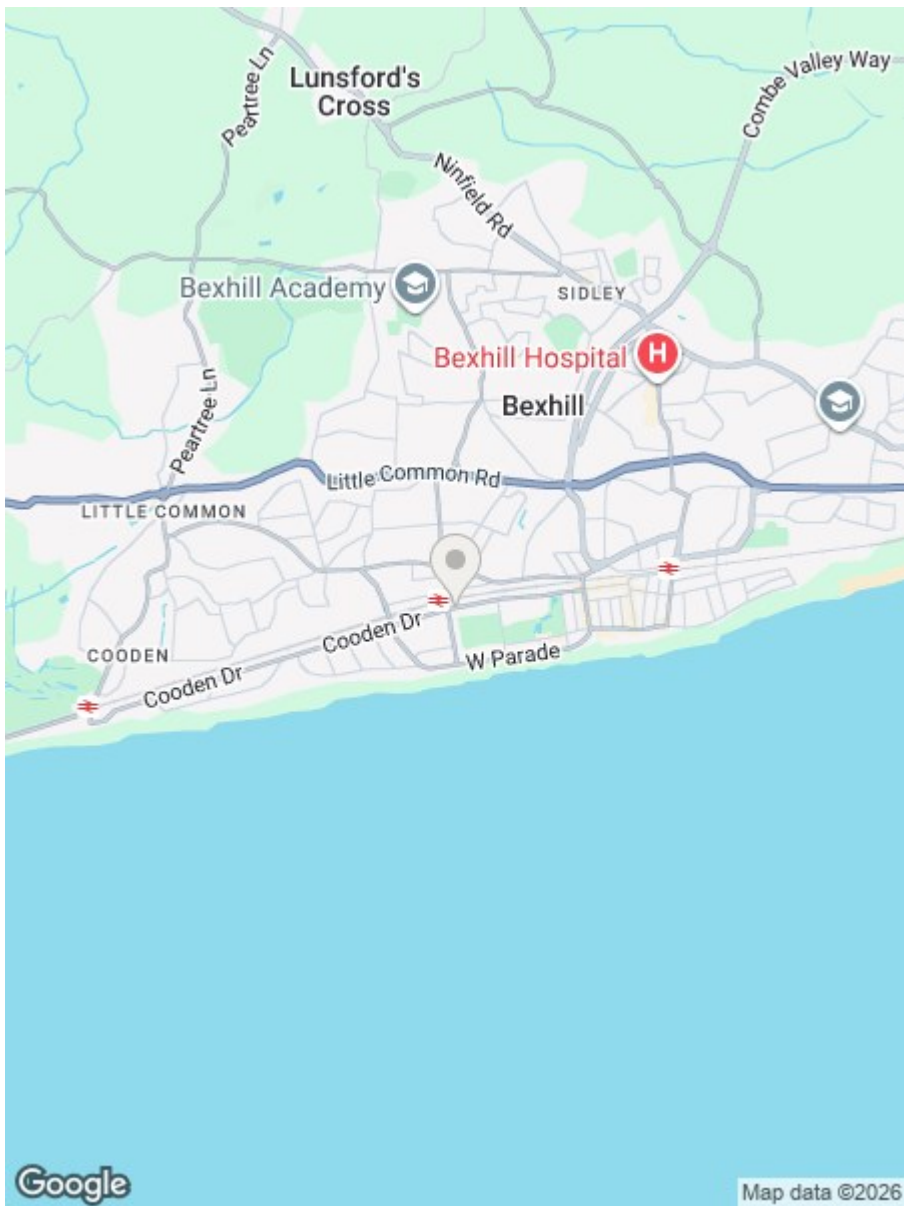 Peartree Ln
Lunsford's
Cross
Combe Valley Way
Ninfield Rd
Bexhill Academy
SIDLEY
Bexhill Hospital
H
Bexhill
Peartree Ln
Little Common Rd
LITTLE COMMON
Cooden Dr
W Parade
COODEN
Cooden Dr
Google
Map data ©2026